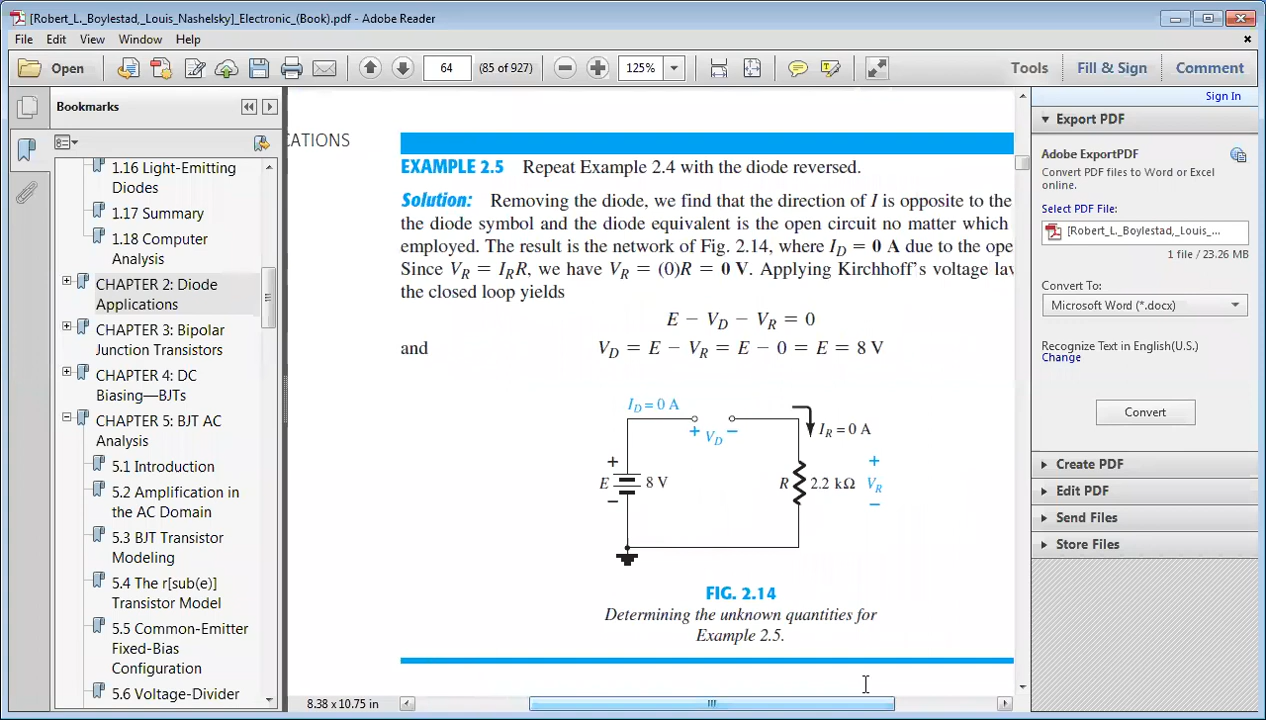 [Robert_L._Boylestad,_Louis_Nashelsky]_Electronic_(Book).pdf - Adobe Reader
File Edit View Window Help
Open 64 (85 of 927) 125% Tools Fill & Sign Comment
Sign In
Bookmarks
1.16 Light-Emitting
Diodes
1.17 Summary
1.18 Computer
Analysis
CHAPTER 2: Diode
Applications
CHAPTER 3: Bipolar
Junction Transistors
CHAPTER 4: DC
Biasing—BJTs
CHAPTER 5: BJT AC
Analysis
5.1 Introduction
5.2 Amplification in
the AC Domain
5.3 BJT Transistor
Modeling
5.4 The r[sub(e)]
Transistor Model
5.5 Common-Emitter
Fixed-Bias
Configuration
5.6 Voltage-Divider
CATIONS
EXAMPLE 2.5 Repeat Example 2.4 with the diode reversed.
Solution: Removing the diode, we find that the direction of I is opposite to the
the diode symbol and the diode equivalent is the open circuit no matter which
employed. The result is the network of Fig. 2.14, where I_D = 0 A due to the ope
Since V_R = I_R R, we have V_R = (0)R = 0 V. Applying Kirchhoff's voltage law
the closed loop yields
E − V_D − V_R = 0
and V_D = E − V_R = E − 0 = E = 8 V
I_D = 0 A
+ V_D −
I_R = 0 A
+
E 8 V
−
R 2.2 kΩ
+
V_R
−
FIG. 2.14
Determining the unknown quantities for
Example 2.5.
8.38 x 10.75 in
Export PDF
Adobe ExportPDF
Convert PDF files to Word or Excel
online.
Select PDF File:
[Robert_L._Boylestad,_Louis_-...
1 file / 23.26 MB
Convert To:
Microsoft Word (*.docx)
Recognize Text in English(U.S.)
Change
Convert
Create PDF
Edit PDF
Send Files
Store Files